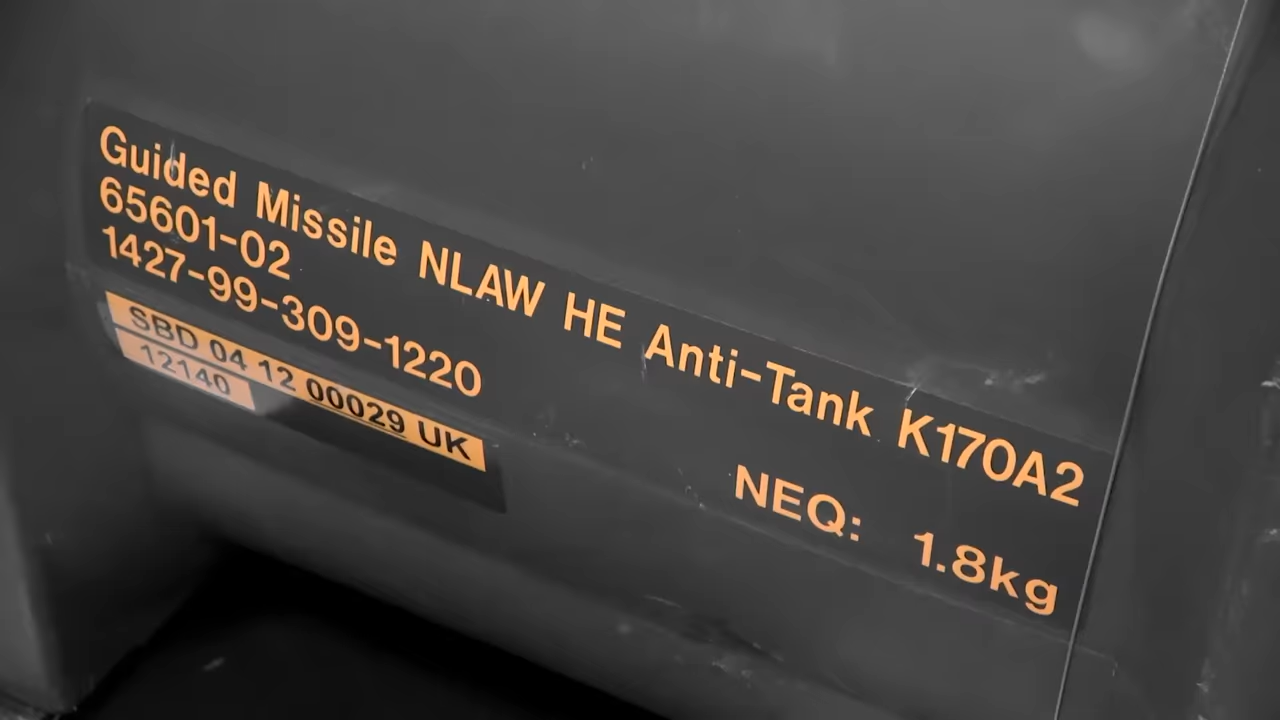 Guided Missile NLAW HE Anti-Tank K170A2
65601-02
1427-99-309-1220
SBD 04 12 00029 UK
12140
NEQ: 1.8kg